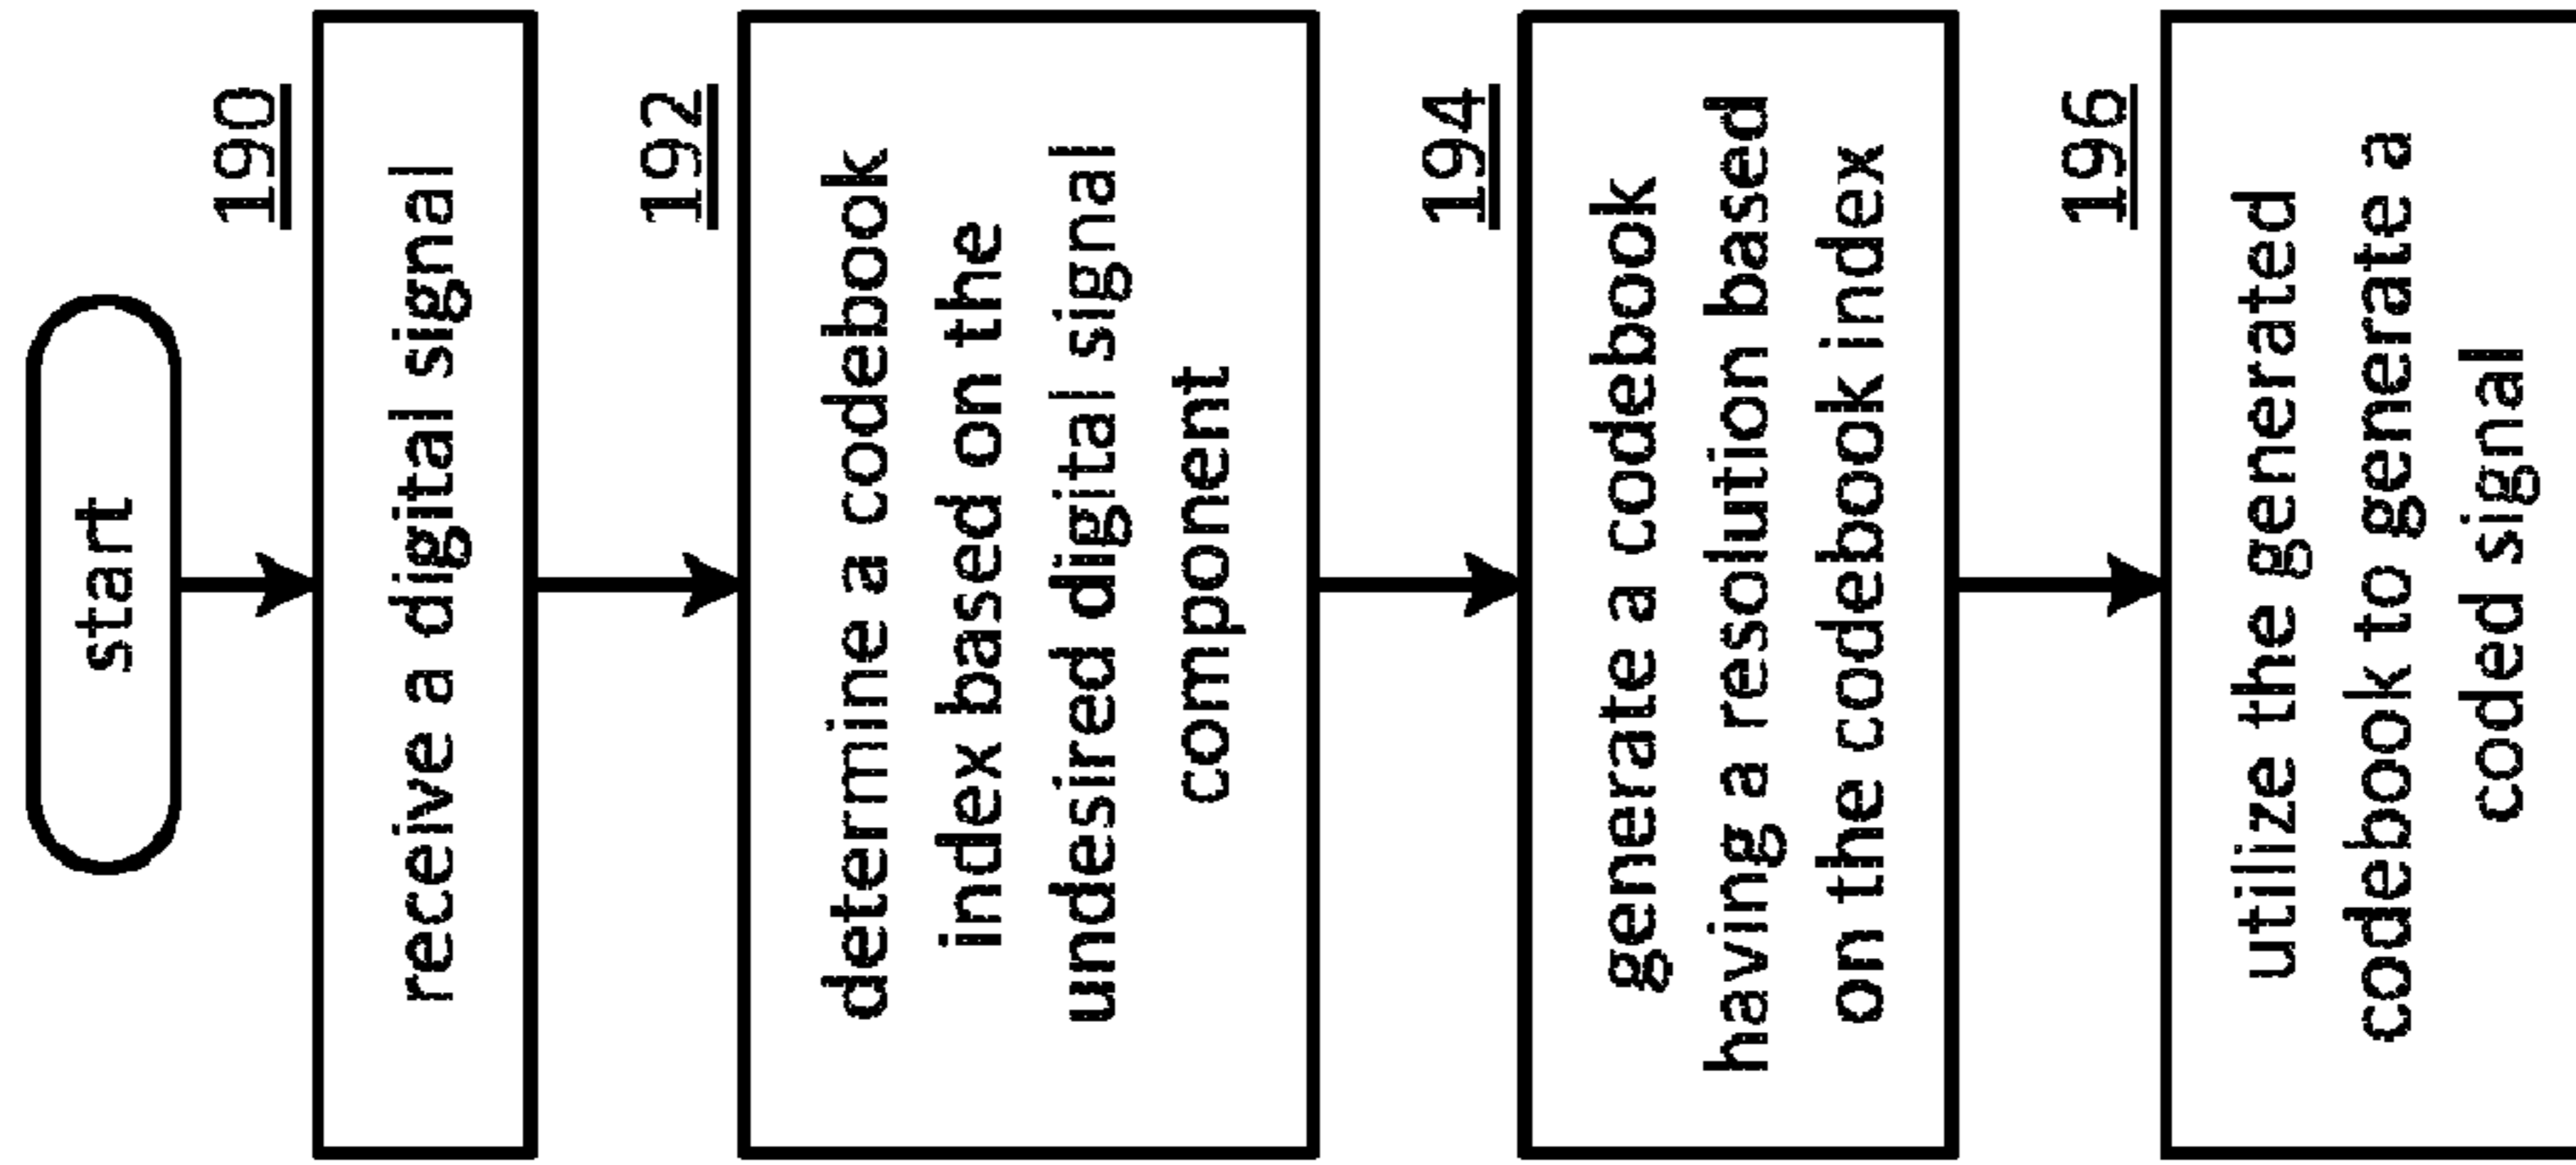 start
190
receive a digital signal
192
determine a codebook
index based on the
undesired digital signal
component
194
generate a codebook
having a resolution based
on the codebook index
196
utilize the generated
codebook to generate a
coded signal